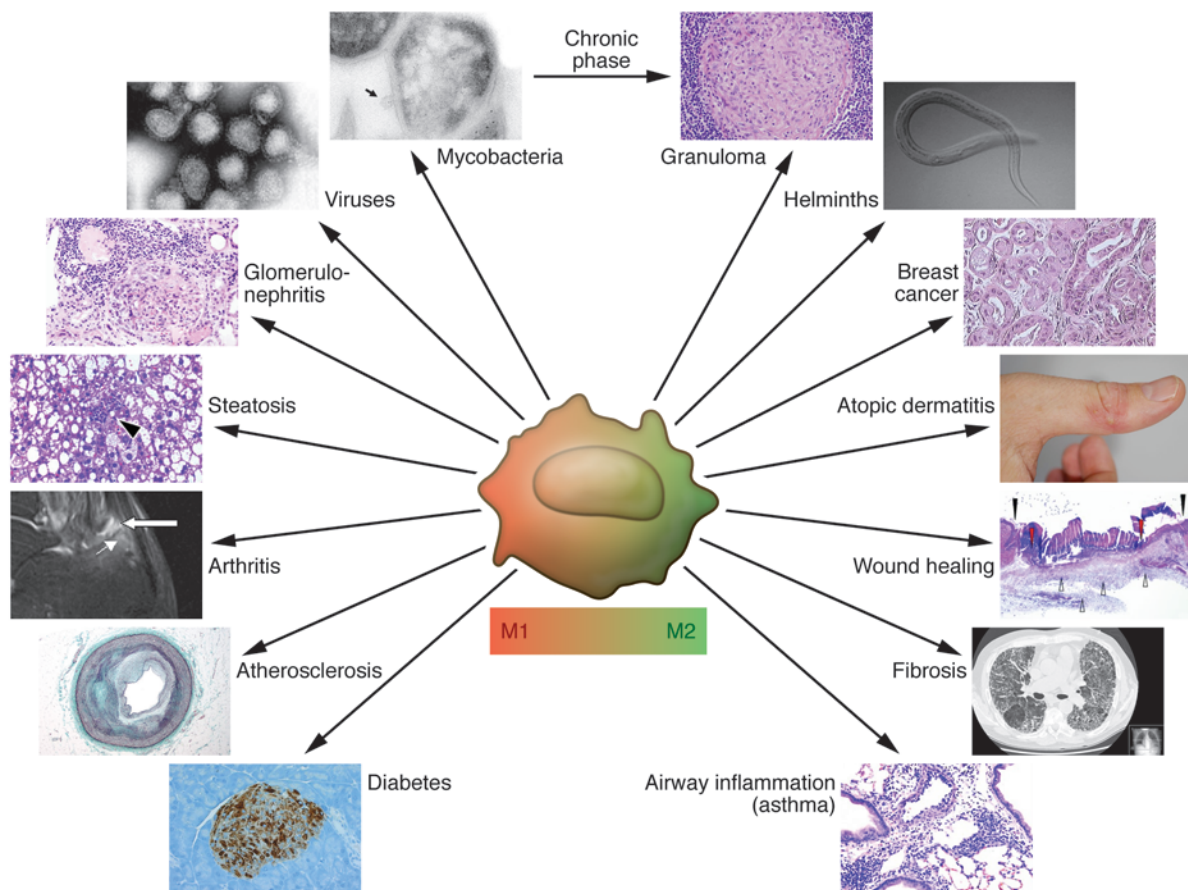 Chronic
phase
Mycobacteria
Granuloma
Viruses
Helminths
Glomerulo-
nephritis
Breast
cancer
Steatosis
Atopic dermatitis
Arthritis
Wound healing
M1
M2
Atherosclerosis
Fibrosis
Diabetes
Airway inflammation
(asthma)